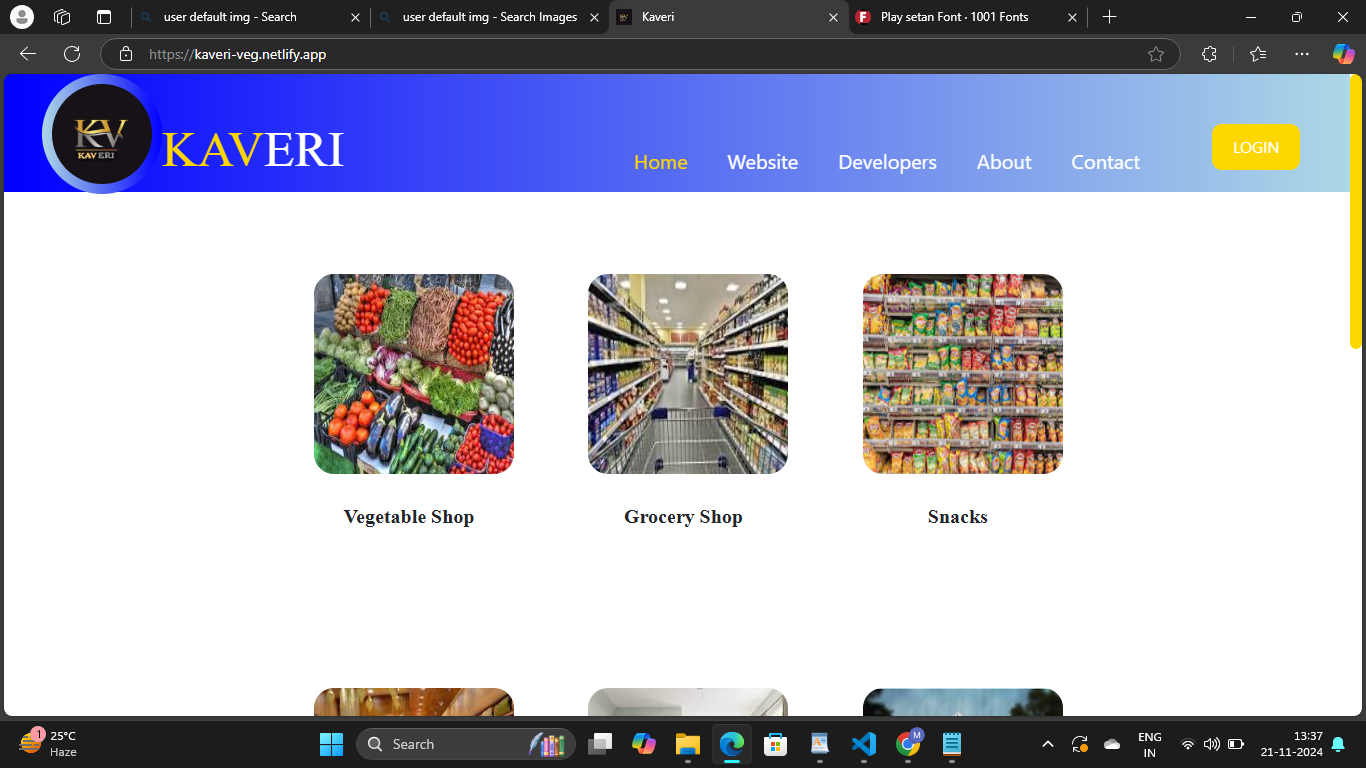 user default img - Search
user default img - Search Images
Kaveri
Play setan Font · 1001 Fonts
https://kaveri-veg.netlify.app
KV
KAV ERI
KAVERI
Home
Website
Developers
About
Contact
LOGIN
Vegetable Shop
Grocery Shop
Snacks
1
25°C
Haze
Search
M
ENG
IN
13:37
21-11-2024